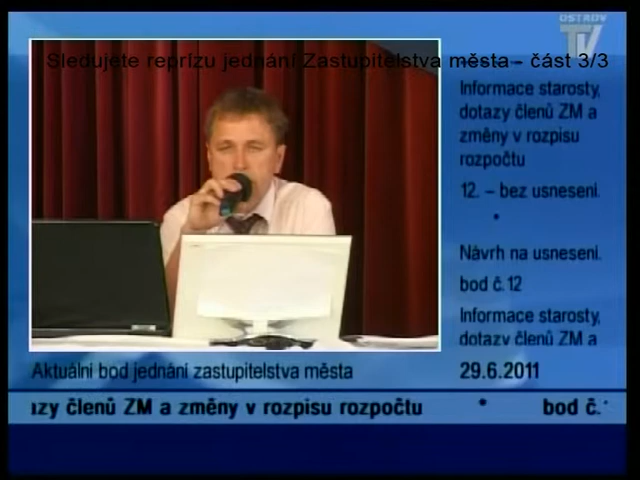 OSTROV
TV
Sledujete reprízu jednání Zastupitelstva města - část 3/3
Informace starosty,
dotazy členů ZM a
změny v rozpisu
rozpočtu
12. – bez usnesení.
*
Návrh na usnesení.
bod č.12
Informace starosty,
dotazy členů ZM a
Aktuální bod jednání zastupitelstva města
29.6.2011
azy členů ZM a změny v rozpisu rozpočtu * bod č.